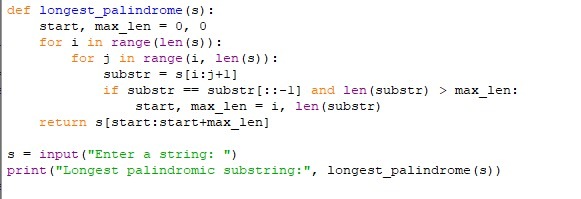 def longest_palindrome(s):
    start, max_len = 0, 0
    for i in range(len(s)):
        for j in range(i, len(s)):
            substr = s[i:j+1]
            if substr == substr[::-1] and len(substr) > max_len:
                start, max_len = i, len(substr)
    return s[start:start+max_len]

s = input("Enter a string: ")
print("Longest palindromic substring:", longest_palindrome(s))